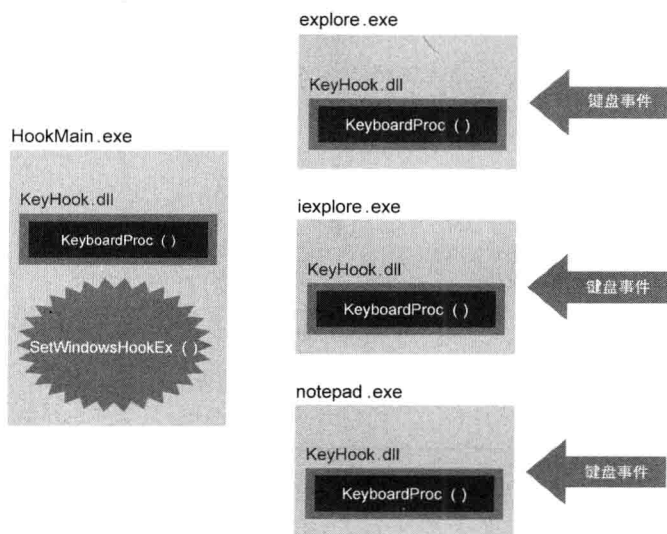 HookMain.exe
KeyHook.dll
KeyboardProc ( )
SetWindowsHookEx ( )
explore.exe
KeyHook.dll
KeyboardProc ( )
键盘事件
iexplore.exe
KeyHook.dll
KeyboardProc ( )
键盘事件
notepad.exe
KeyHook.dll
KeyboardProc ( )
键盘事件